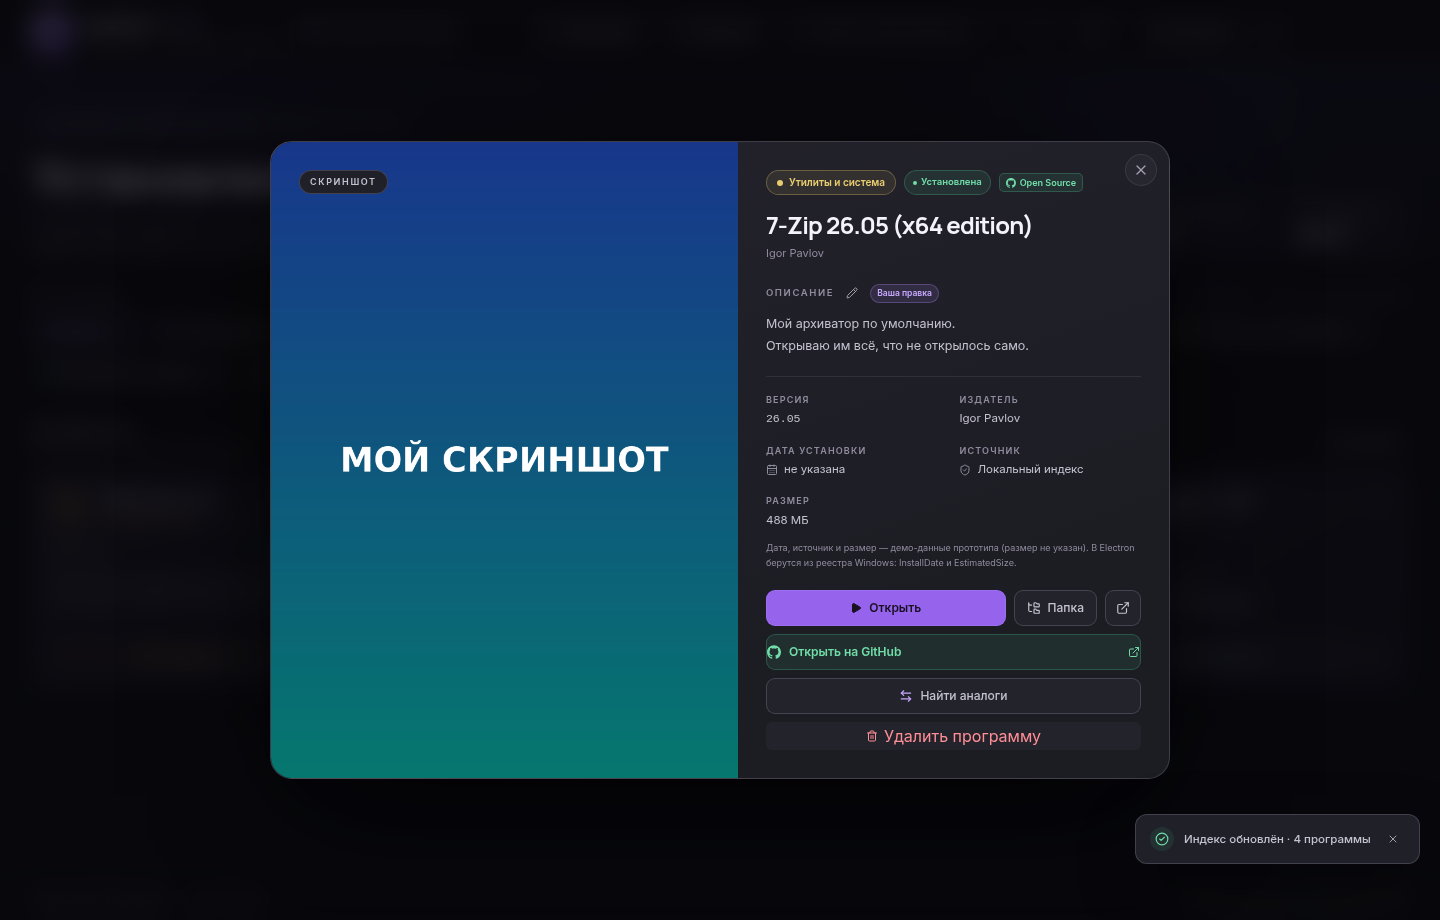 СКРИНШОТ
МОЙ СКРИНШОТ
Утилиты и система
Установлена
Open Source
7-Zip 26.05 (x64 edition)
Igor Pavlov
ОПИСАНИЕ
Ваша правка
Мой архиватор по умолчанию.
Открываю им всё, что не открылось само.
ВЕРСИЯ
26.05
ИЗДАТЕЛЬ
Igor Pavlov
ДАТА УСТАНОВКИ
не указана
ИСТОЧНИК
Локальный индекс
РАЗМЕР
488 МБ
Дата, источник и размер — демо-данные прототипа (размер не указан). В Electron
берутся из реестра Windows: InstallDate и EstimatedSize.
Открыть
Папка
Открыть на GitHub
Найти аналоги
Удалить программу
Индекс обновлён · 4 программы